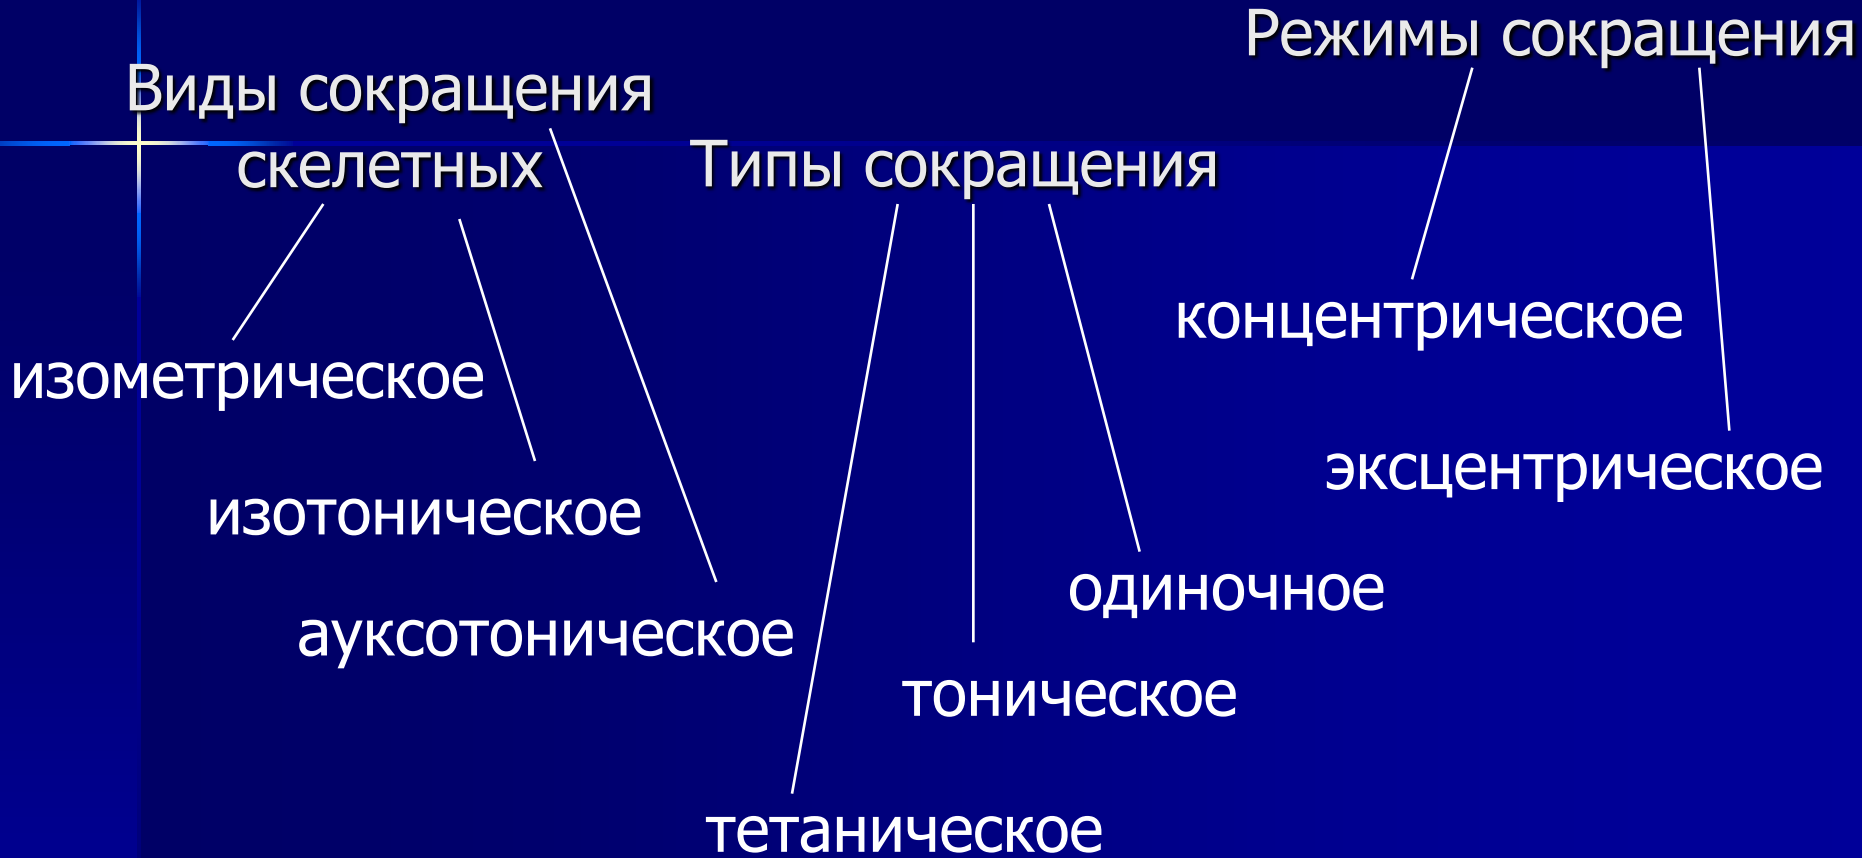 Виды сокращения
скелетных
изометрическое
изотоническое
ауксотоническое
Типы сокращения
тетаническое
тоническое
одиночное
Режимы сокращения
концентрическое
эксцентрическое